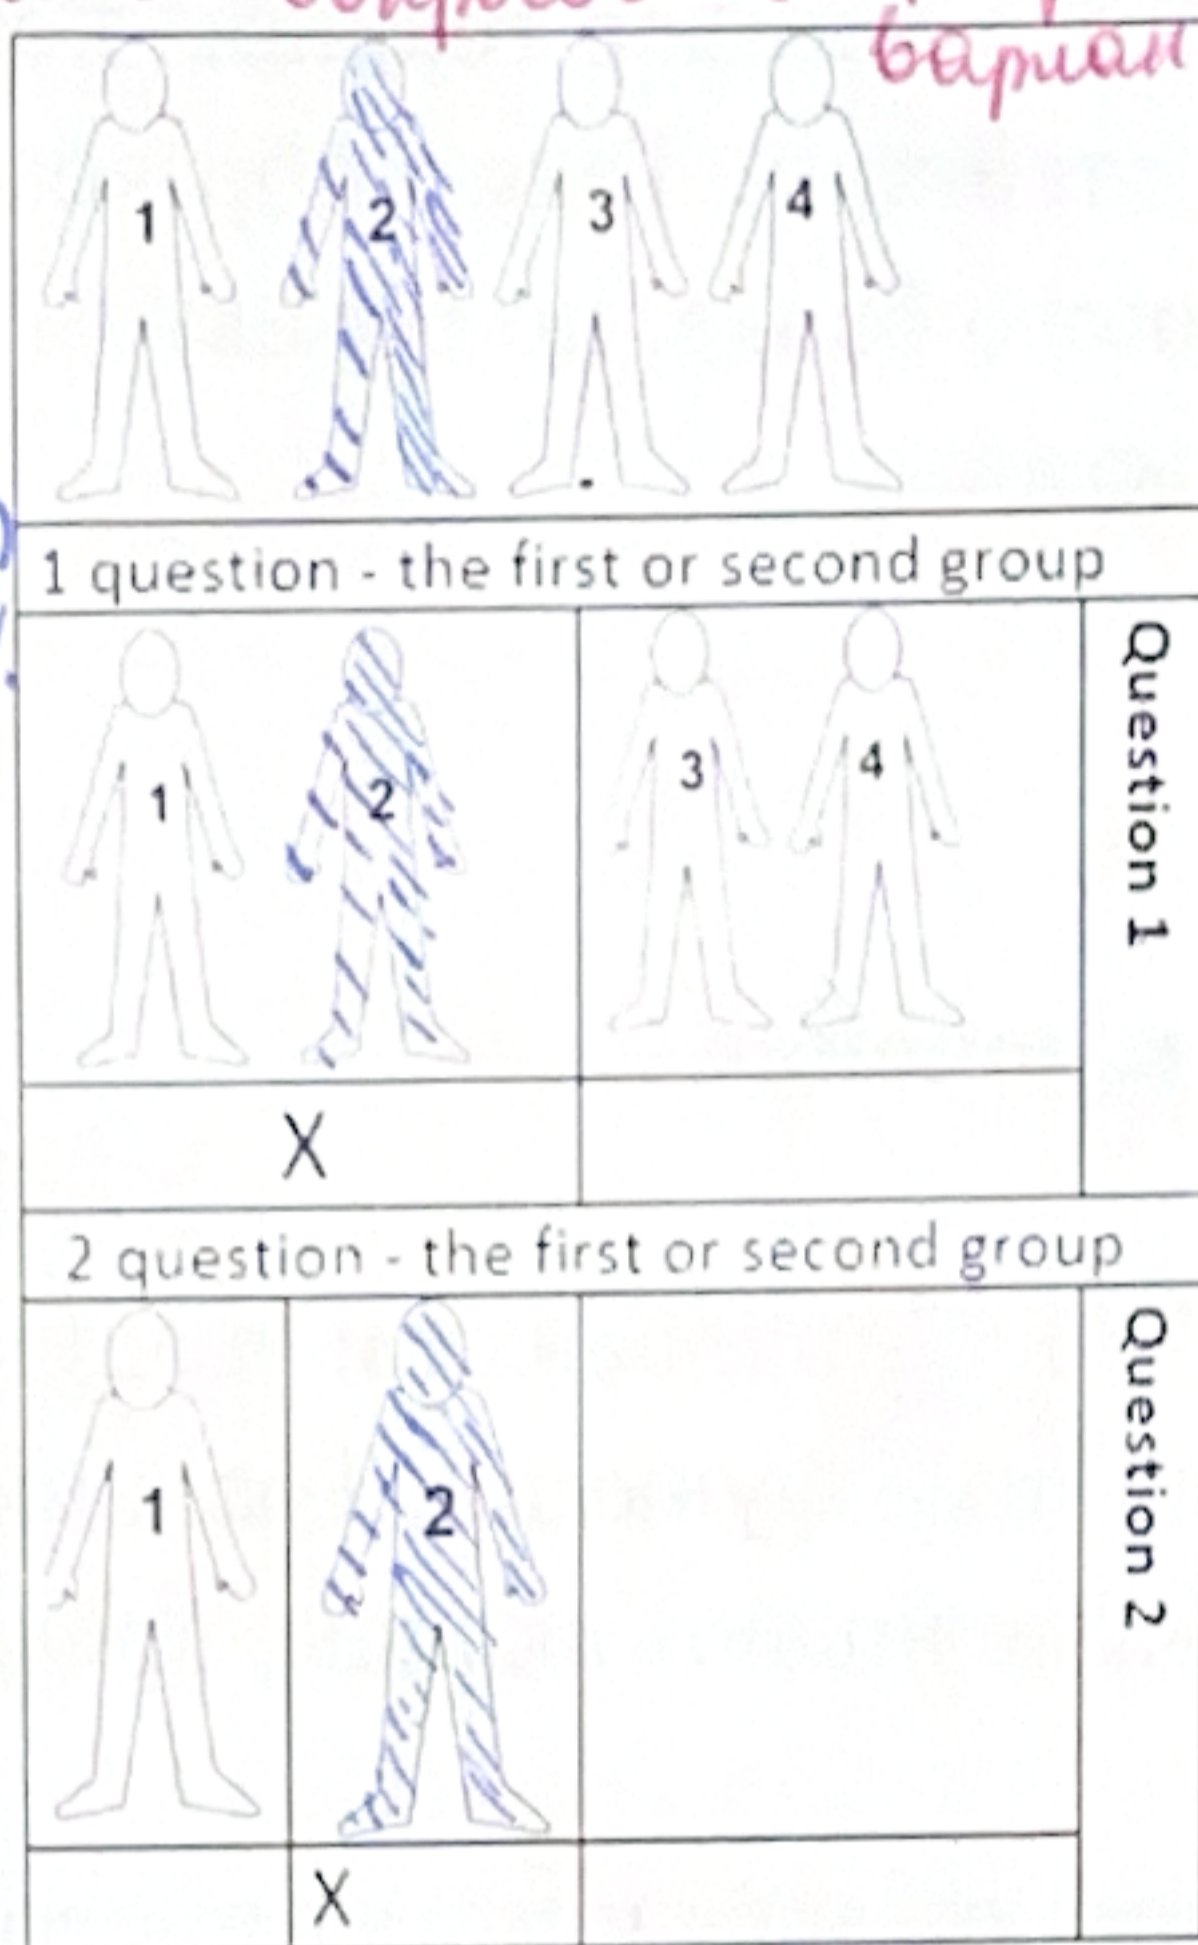 вариан
1 2 3 4
1 question - the first or second group
1 2 3 4
Question 1
X
2 question - the first or second group
1 2
Question 2
X